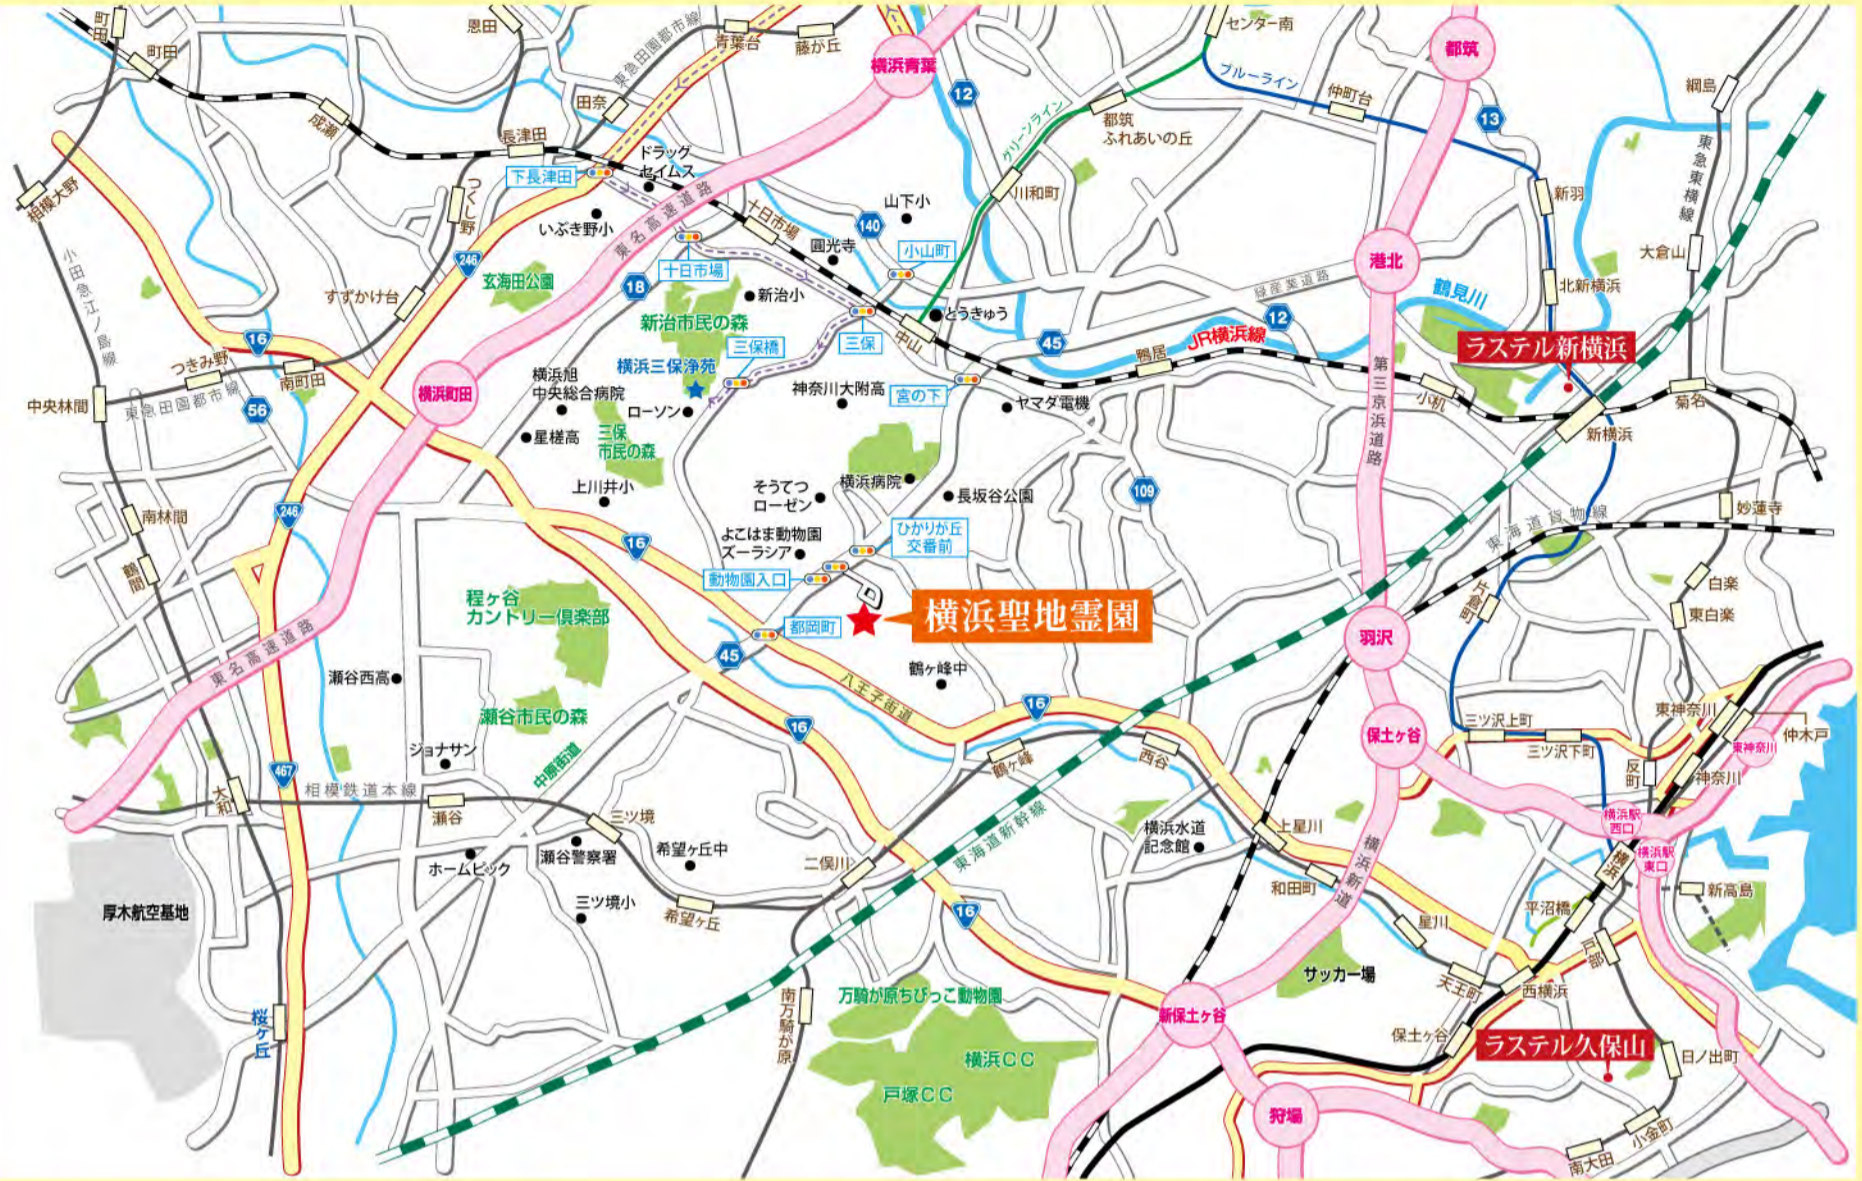 町田
町田
恩田
東急田園都市線
青葉台
藤が丘
横浜青葉
センター南
都筑
ブルーライン
仲町台
綱島
12
13
グリーンライン
都筑
ふれあいの丘
成瀬
田奈
長津田
下長津田
ドラッグ
セイムス
相模大野
つくし野
いぶき野小
東名高速道路
十日市場
十日市場
140
山下小
圓光寺
小山町
川和町
新羽
東急東横線
大倉山
小田急江ノ島線
246
玄海田公園
18
すずかけ台
新治小
新治市民の森
とうきゅう
緑産業道路
港北
鶴見川
北新横浜
12
16
三保橋
三保
中山
45
鴨居
JR横浜線
ラステル新横浜
つきみ野
南町田
東急田園都市線
中央林間
56
横浜町田
横浜三保浄苑
横浜旭
中央総合病院
ローソン
神奈川大附高
宮の下
ヤマダ電機
第三京浜道路
小机
菊名
新横浜
星槎高
三保
市民の森
上川井小
そうてつ
ローゼン
横浜病院
長坂谷公園
109
妙蓮寺
南林間
246
16
よこはま動物園
ズーラシア
ひかりが丘
交番前
動物園入口
東海道貨物線
鶴間
程ヶ谷
カントリー倶楽部
都岡町
横浜聖地霊園
45
片倉町
白楽
東白楽
羽沢
東名高速道路
瀬谷西高
鶴ヶ峰中
八王子街道
16
瀬谷市民の森
16
保土ヶ谷
三ツ沢上町
三ツ沢下町
東神奈川
仲木戸
東神奈川
反町
神奈川
ジョナサン
中原街道
鶴ヶ峰
西谷
467
大和
相模鉄道本線
瀬谷
三ツ境
東海道新幹線
横浜水道
記念館
上星川
横浜新道
横浜駅
西口
横浜駅
東口
横浜
ホームピック
瀬谷警察署
希望ヶ丘中
二俣川
和田町
新高島
厚木航空基地
三ツ境小
希望ヶ丘
16
星川
平沼橋
戸部
サッカー場
天王町
西横浜
桜ヶ丘
南万騎が原
万騎が原ちびっこ動物園
新保土ヶ谷
保土ヶ谷
ラステル久保山
日ノ出町
横浜CC
戸塚CC
狩場
小金町
南大田